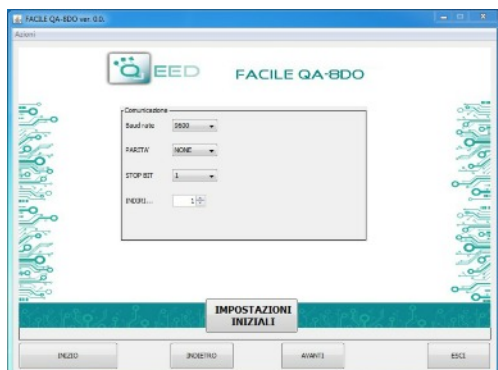 FACILE QA-8DO ver. 0.0.
Azioni
QEED
FACILE QA-8DO
Comunicazione
Baud rate 9600
PARITA' NONE
STOP BIT 1
INDIRI... 1
IMPOSTAZIONI
INIZIALI
INIZIO INDIETRO AVANTI ESCI